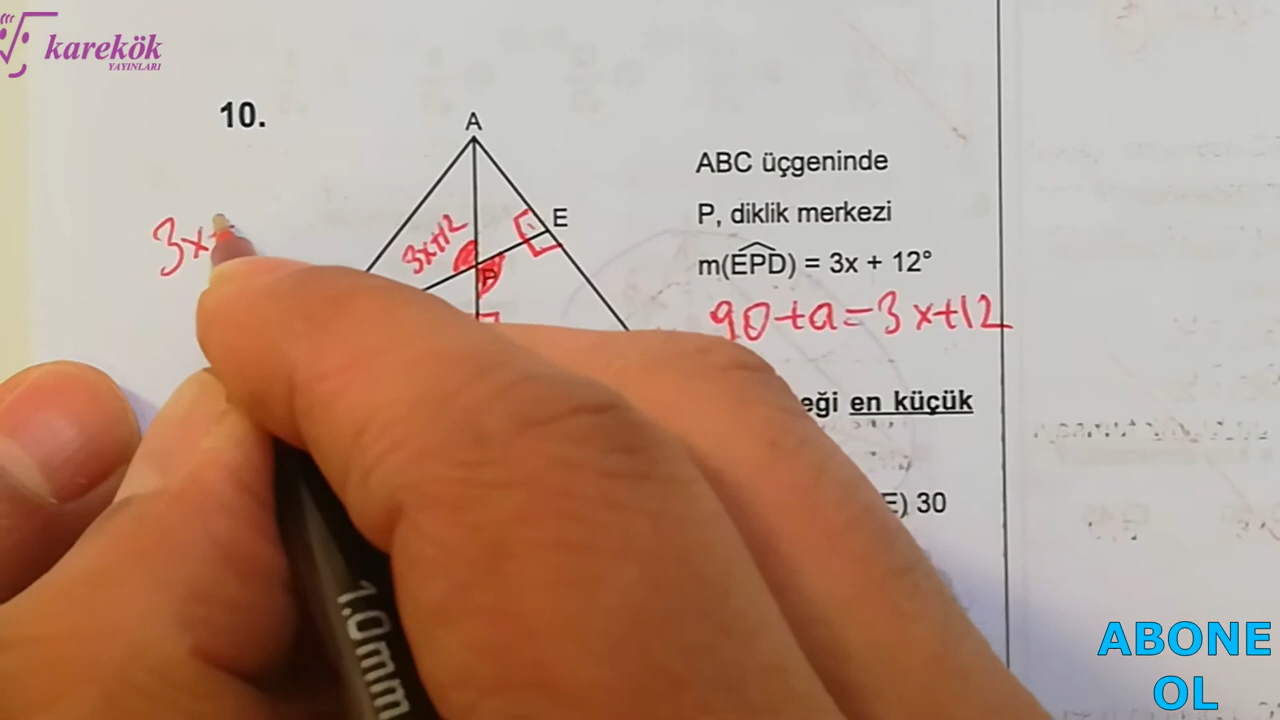 karekök
YAYINLARI
10.
A
E
P
3x+12
3x+
ABC üçgeninde
P, diklik merkezi
m(EPD) = 3x + 12°
90+a=3x+12
en küçük
E) 30
1.0mm
ABONE
OL